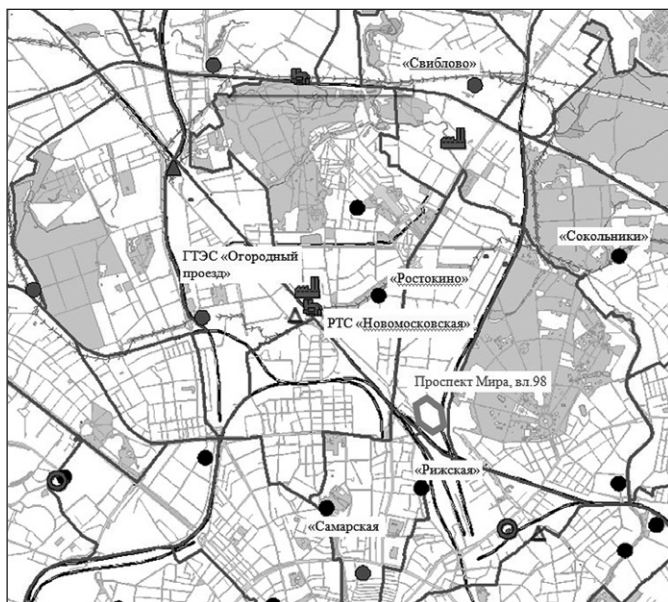 «Свиблово»
«Сокольники»
ГТЭС «Огородный
проезд»
«Ростокино»
РТС «Новомосковская»
Проспект Мира, вл.98
«Рижская»
«Самарская